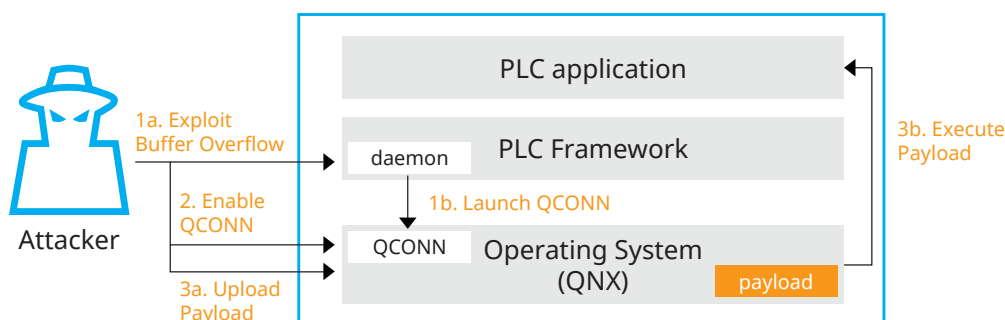 PLC application
1a. Exploit
Buffer Overflow
3b. Execute
Payload
daemon
PLC Framework
2. Enable
QCONN
1b. Launch QCONN
Attacker
QCONN
Operating System
(QNX)
payload
3a. Upload
Payload